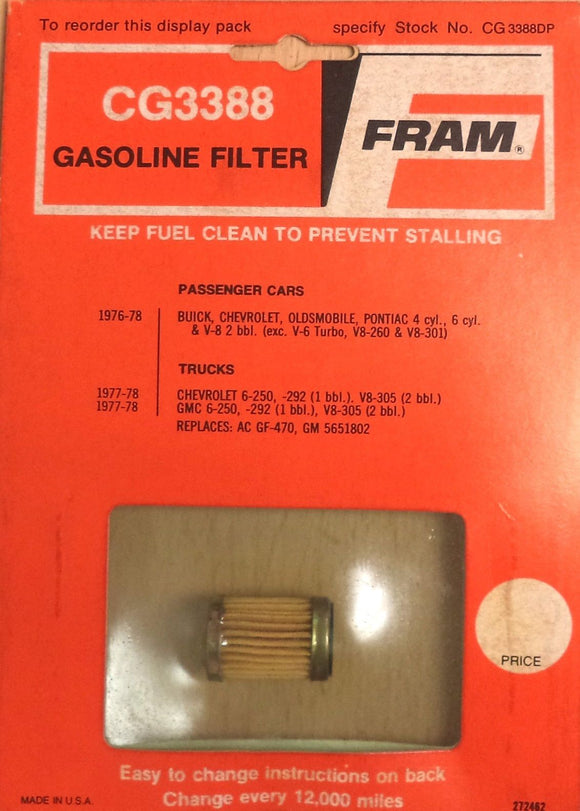 To reorder this display pack specify Stock No. CG3388DP
CG3388
GASOLINE FILTER
FRAM®
KEEP FUEL CLEAN TO PREVENT STALLING
PASSENGER CARS
1976-78 BUICK, CHEVROLET, OLDSMOBILE, PONTIAC 4 cyl., 6 cyl.
& V-8 2 bbl. (exc. V-6 Turbo, V8-260 & V8-301)
TRUCKS
1977-78 CHEVROLET 6-250, -292 (1 bbl.). V8-305 (2 bbl.)
1977-78 GMC 6-250, -292 (1 bbl.), V8-305 (2 bbl.)
REPLACES: AC GF-470, GM 5651802
PRICE
Easy to change instructions on back
Change every 12,000 miles
MADE IN U.S.A.
272462